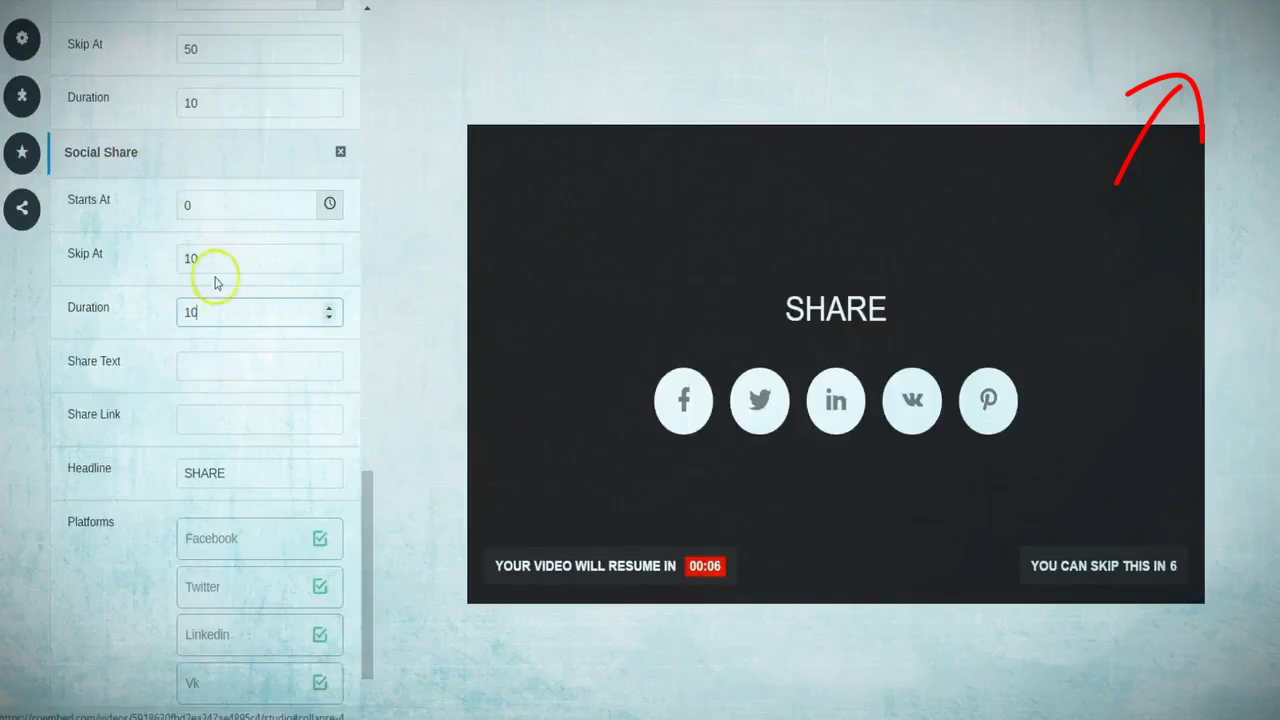 Skip At
50
Duration
10
Social Share
Starts At
0
Skip At
10
Duration
10
Share Text
Share Link
Headline
SHARE
Platforms
Facebook
Twitter
Linkedin
Vk
SHARE
YOUR VIDEO WILL RESUME IN 00:06
YOU CAN SKIP THIS IN 6